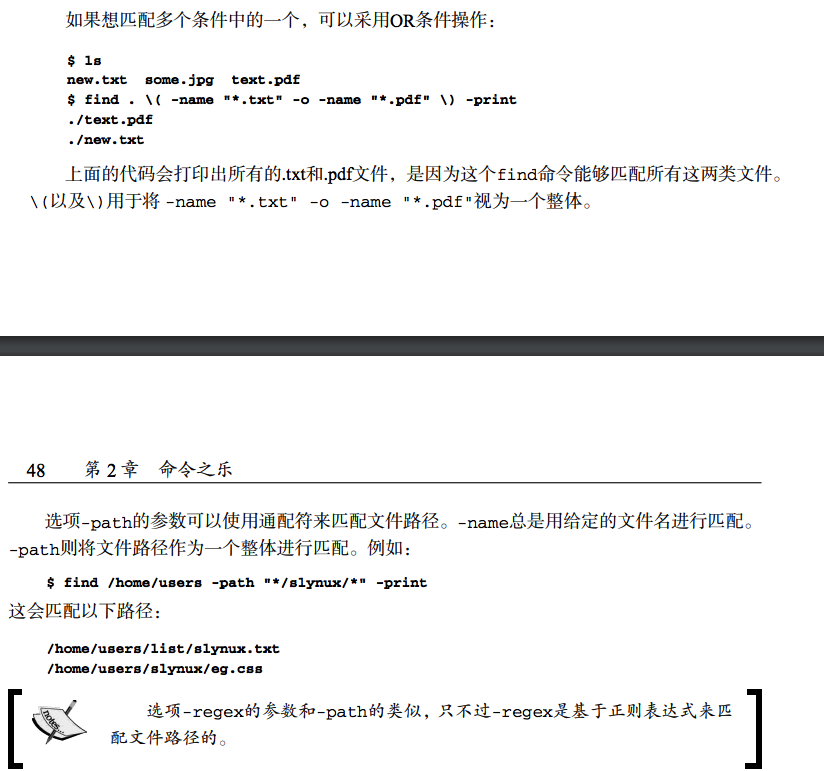 如果想匹配多个条件中的一个，可以采用OR条件操作：
$ ls
new.txt  some.jpg  text.pdf
$ find . \( -name "*.txt" -o -name "*.pdf" \) -print
./text.pdf
./new.txt
上面的代码会打印出所有的.txt和.pdf文件，是因为这个find命令能够匹配所有这两类文件。
\(以及\)用于将 -name "*.txt" -o -name "*.pdf"视为一个整体。
48 第 2 章 命令之乐
选项-path的参数可以使用通配符来匹配文件路径。-name总是用给定的文件名进行匹配。
-path则将文件路径作为一个整体进行匹配。例如：
$ find /home/users -path "*/slynux/*" -print
这会匹配以下路径：
/home/users/list/slynux.txt
/home/users/slynux/eg.css
notes
选项-regex的参数和-path的类似，只不过-regex是基于正则表达式来匹
配文件路径的。